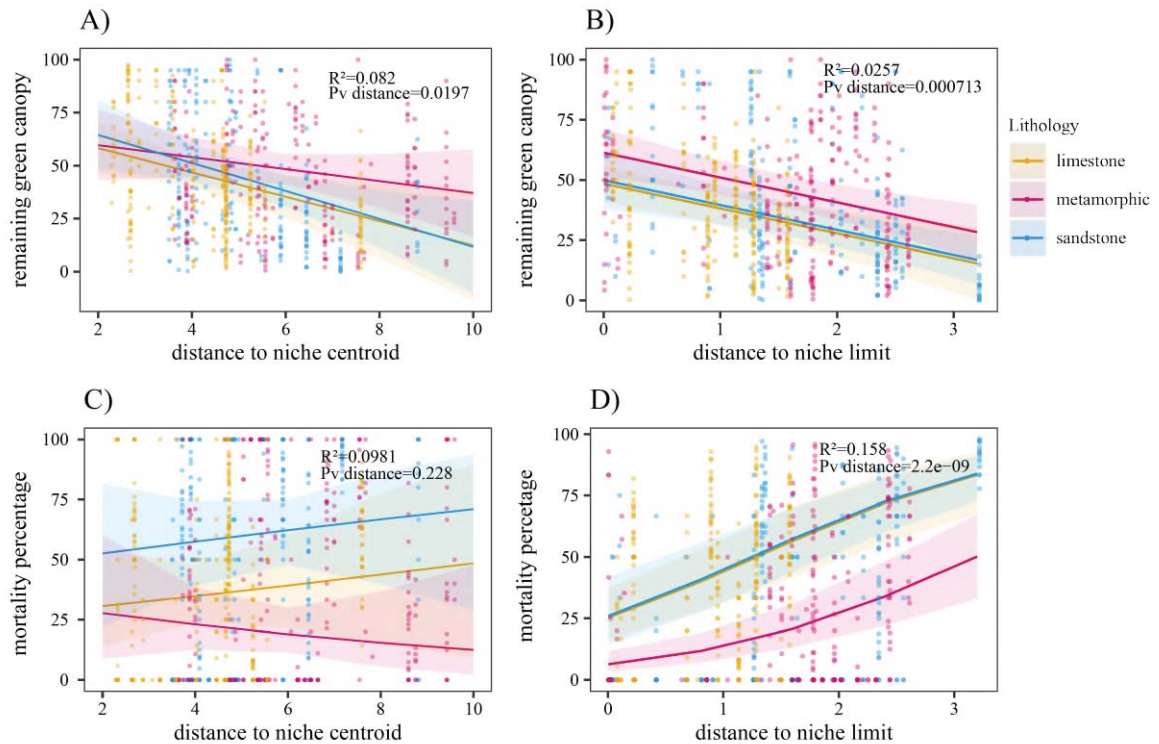 A)
R²=0.082
Pv distance=0.0197
remaining green canopy
100
75
50
25
0
2
4
6
8
10
distance to niche centroid
B)
R²=0.0257
Pv distance=0.000713
remaining green canopy
100
75
50
25
0
0
1
2
3
distance to niche limit
Lithology
limestone
metamorphic
sandstone
C)
R²=0.0981
Pv distance=0.228
mortality percentage
100
75
50
25
0
2
4
6
8
10
distance to niche centroid
D)
R²=0.158
Pv distance=2.2e−09
mortality percetage
100
75
50
25
0
0
1
2
3
distance to niche limit